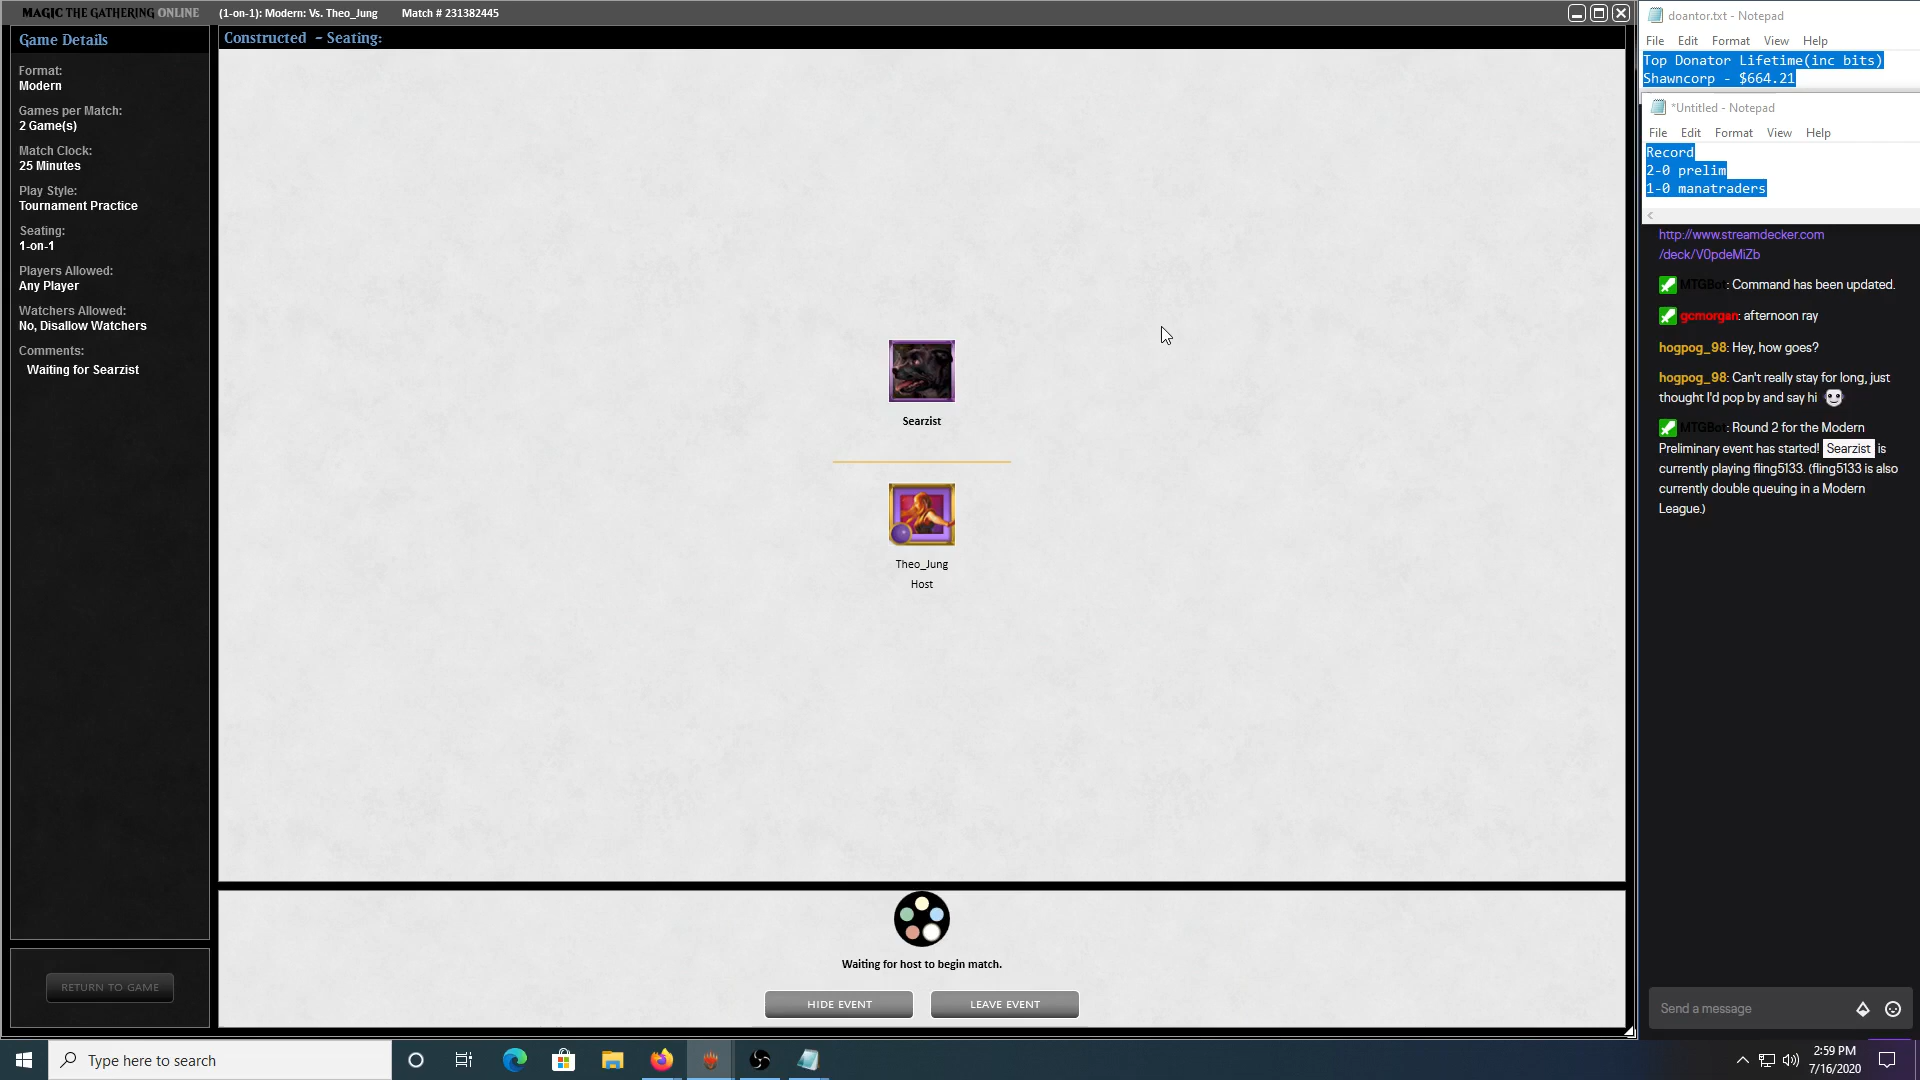 MAGIC THE GATHERING ONLINE
(1-on-1): Modern: Vs. Theo_Jung Match # 231382445
Game Details
Format:
Modern
Games per Match:
2 Game(s)
Match Clock:
25 Minutes
Play Style:
Tournament Practice
Seating:
1-on-1
Players Allowed:
Any Player
Watchers Allowed:
No, Disallow Watchers
Comments:
Waiting for Searzist
RETURN TO GAME
Constructed - Seating:
Searzist
Theo_Jung
Host
Waiting for host to begin match.
HIDE EVENT LEAVE EVENT
doantor.txt - Notepad
File Edit Format View Help
Top Donator Lifetime(inc bits)
Shawncorp - $664.21
*Untitled - Notepad
File Edit Format View Help
Record
2-0 prelim
1-0 manatraders
http://www.streamdecker.com
/deck/V0pdeMiZb
MTGBot: Command has been updated.
gcmorgan: afternoon ray
hogpog_98: Hey, how goes?
hogpog_98: Can't really stay for long, just
thought I'd pop by and say hi
MTGBot: Round 2 for the Modern
Preliminary event has started! Searzist is
currently playing fling5133. (fling5133 is also
currently double queuing in a Modern
League.)
Send a message
Type here to search
2:59 PM
7/16/2020